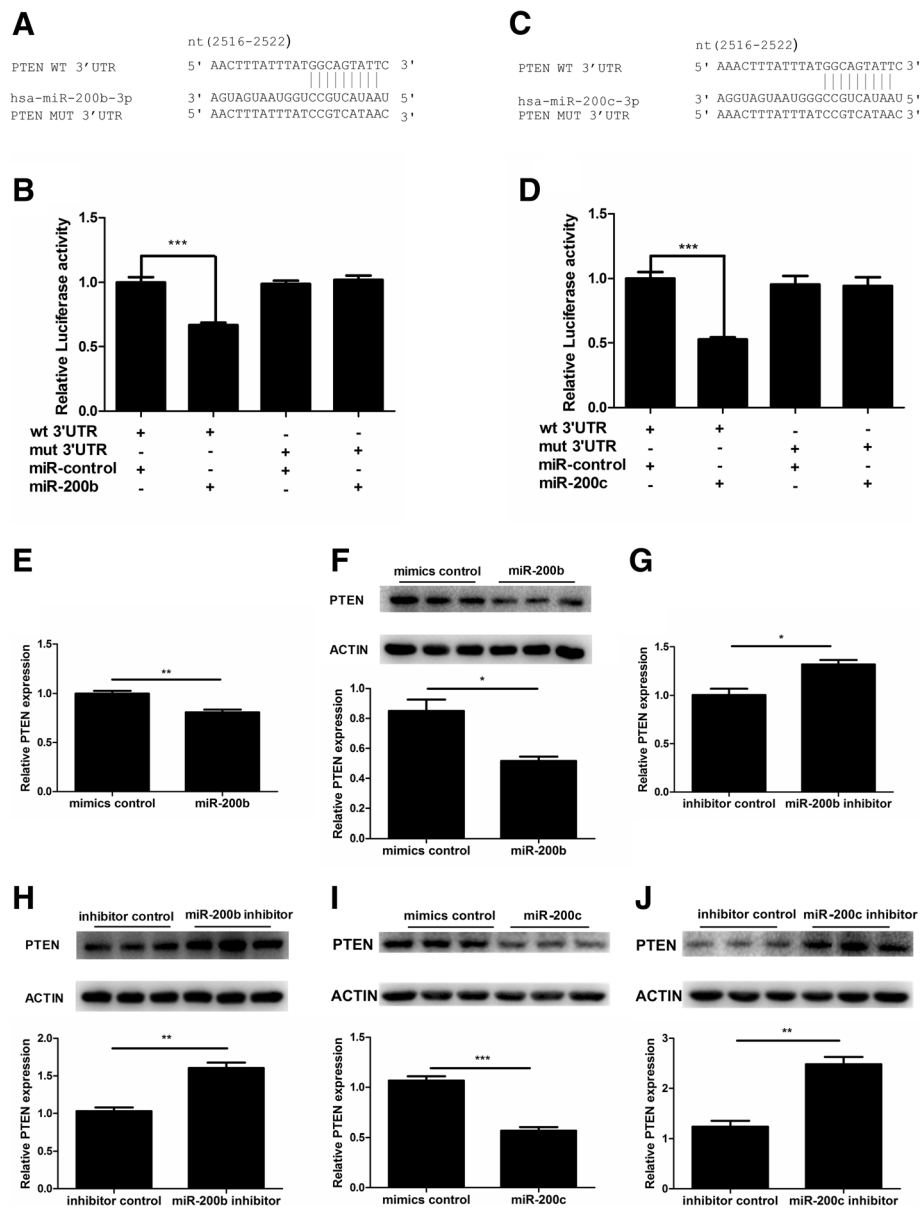 A
nt(2516-2522)
PTEN WT 3'UTR 5' AACTTTATTTATGGCAGTATTC 3'
hsa-miR-200b-3p 3' AGUAGUAAUGGUCCGUCAUAAU 5'
PTEN MUT 3'UTR 5' AACTTTATTTATCCGTCATAAC 3'
C
nt(2516-2522)
PTEN WT 3'UTR 5' AAACTTTATTTATGGCAGTATTC 3'
hsa-miR-200c-3p 3' AGGUAGUAAUGGGCCGUCAUAAU 5'
PTEN MUT 3'UTR 5' AAACTTTATTTATCCGTCATAAC 3'
B
Relative Luciferase activity
1.5
1.0
0.5
0.0
***
wt 3'UTR + + - -
mut 3'UTR - - + +
miR-control + - + -
miR-200b - + - +
D
Relative Luciferase activity
1.5
1.0
0.5
0.0
***
wt 3'UTR + + - -
mut 3'UTR - - + +
miR-control + - + -
miR-200c - + - +
E
Relative PTEN expression
1.5
1.0
0.5
0.0
**
mimics control miR-200b
F
mimics control miR-200b
PTEN
ACTIN
Relative PTEN expression
0.8
0.6
0.4
0.2
0.0
*
mimics control miR-200b
G
Relative PTEN expression
1.5
1.0
0.5
0.0
*
inhibitor control miR-200b inhibitor
H
inhibitor control miR-200b inhibitor
PTEN
ACTIN
Relative PTEN expression
2.0
1.5
1.0
0.5
0.0
**
inhibitor control miR-200b inhibitor
I
mimics control miR-200c
PTEN
ACTIN
Relative PTEN expression
1.5
1.0
0.5
0.0
***
mimics control miR-200c
J
inhibitor control miR-200c inhibitor
PTEN
ACTIN
Relative PTEN expression
3
2
1
0
**
inhibitor control miR-200c inhibitor